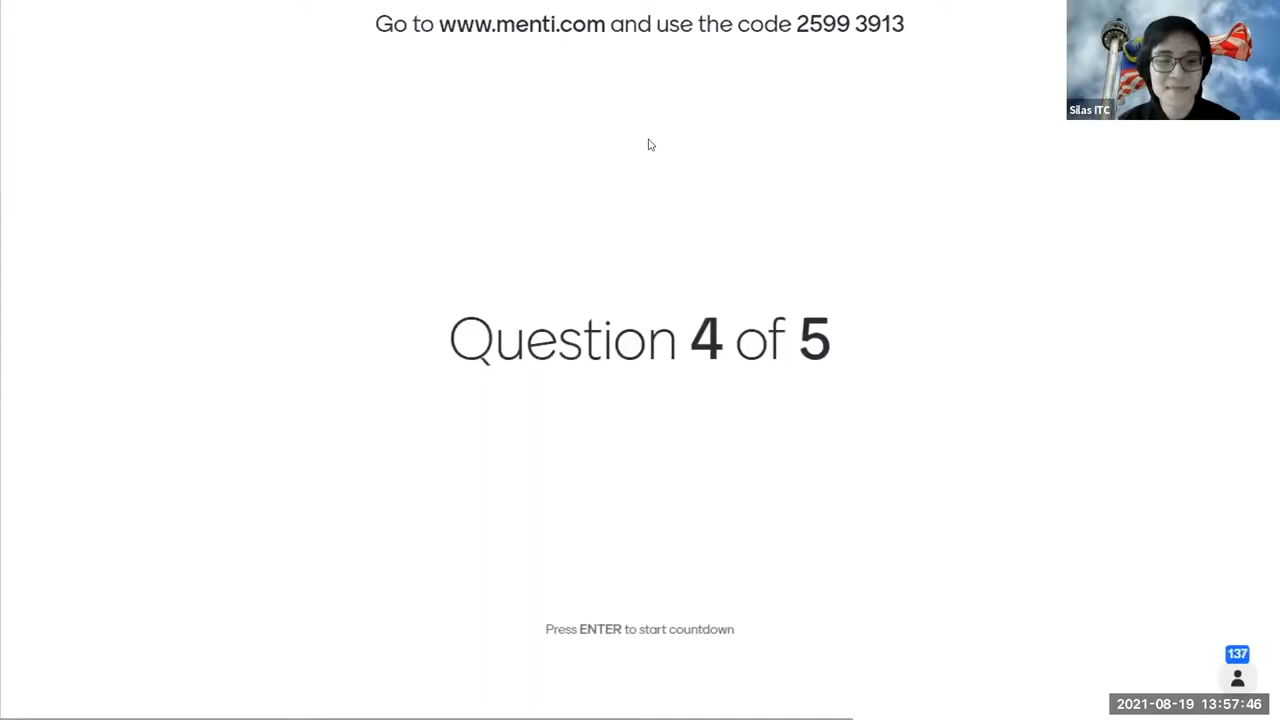 Go to www.menti.com and use the code 2599 3913
Silas ITC
Question 4 of 5
Press ENTER to start countdown
137
2021-08-19 13:57:46